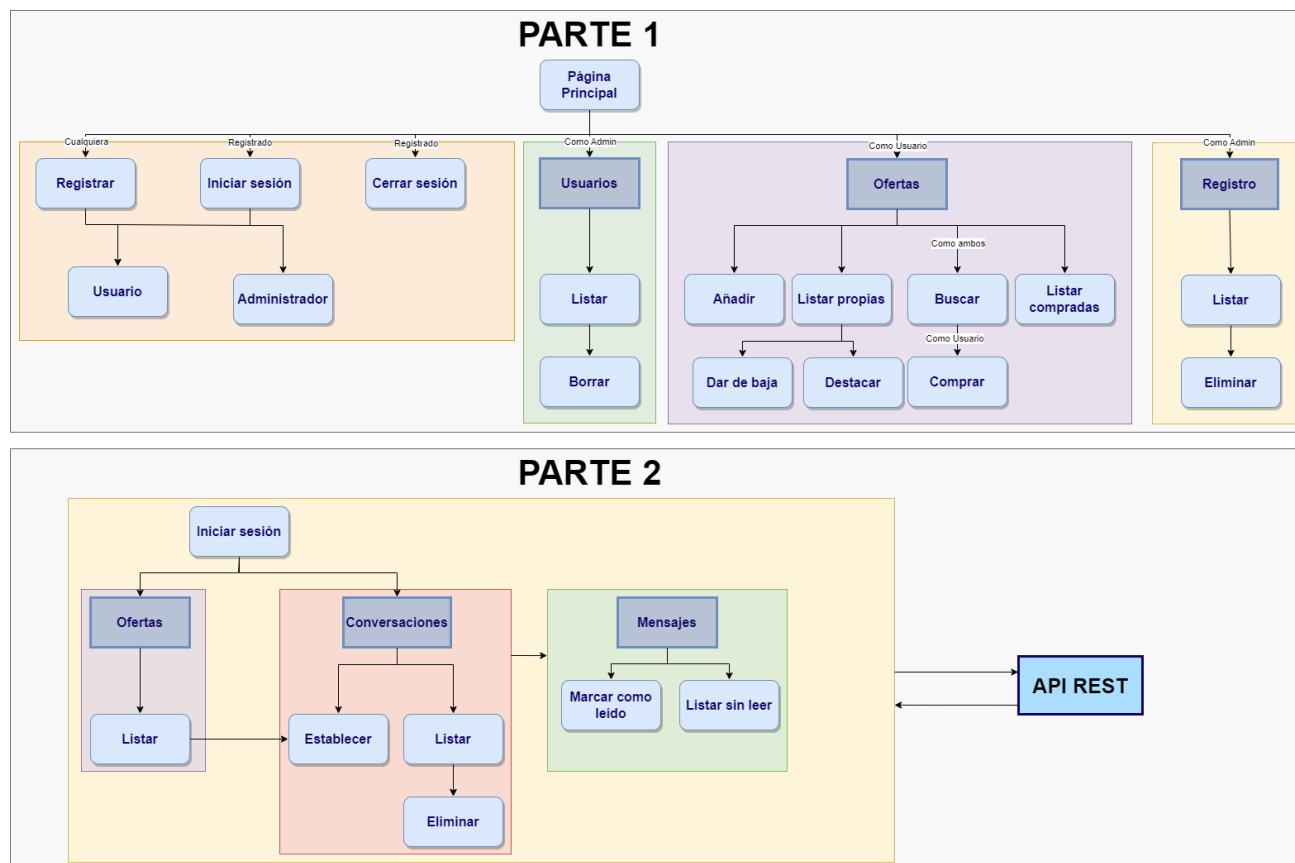 PARTE 1
Página
Principal
Cualquiera
Registrado
Registrado
Como Admin
Como Usuario
Como Admin
Registrar
Iniciar sesión
Cerrar sesión
Usuarios
Ofertas
Registro
Como ambos
Usuario
Administrador
Listar
Añadir
Listar propias
Buscar
Listar
compradas
Listar
Como Usuario
Borrar
Dar de baja
Destacar
Comprar
Eliminar
PARTE 2
Iniciar sesión
Ofertas
Conversaciones
Mensajes
Marcar como
leído
Listar sin leer
API REST
Listar
Establecer
Listar
Eliminar